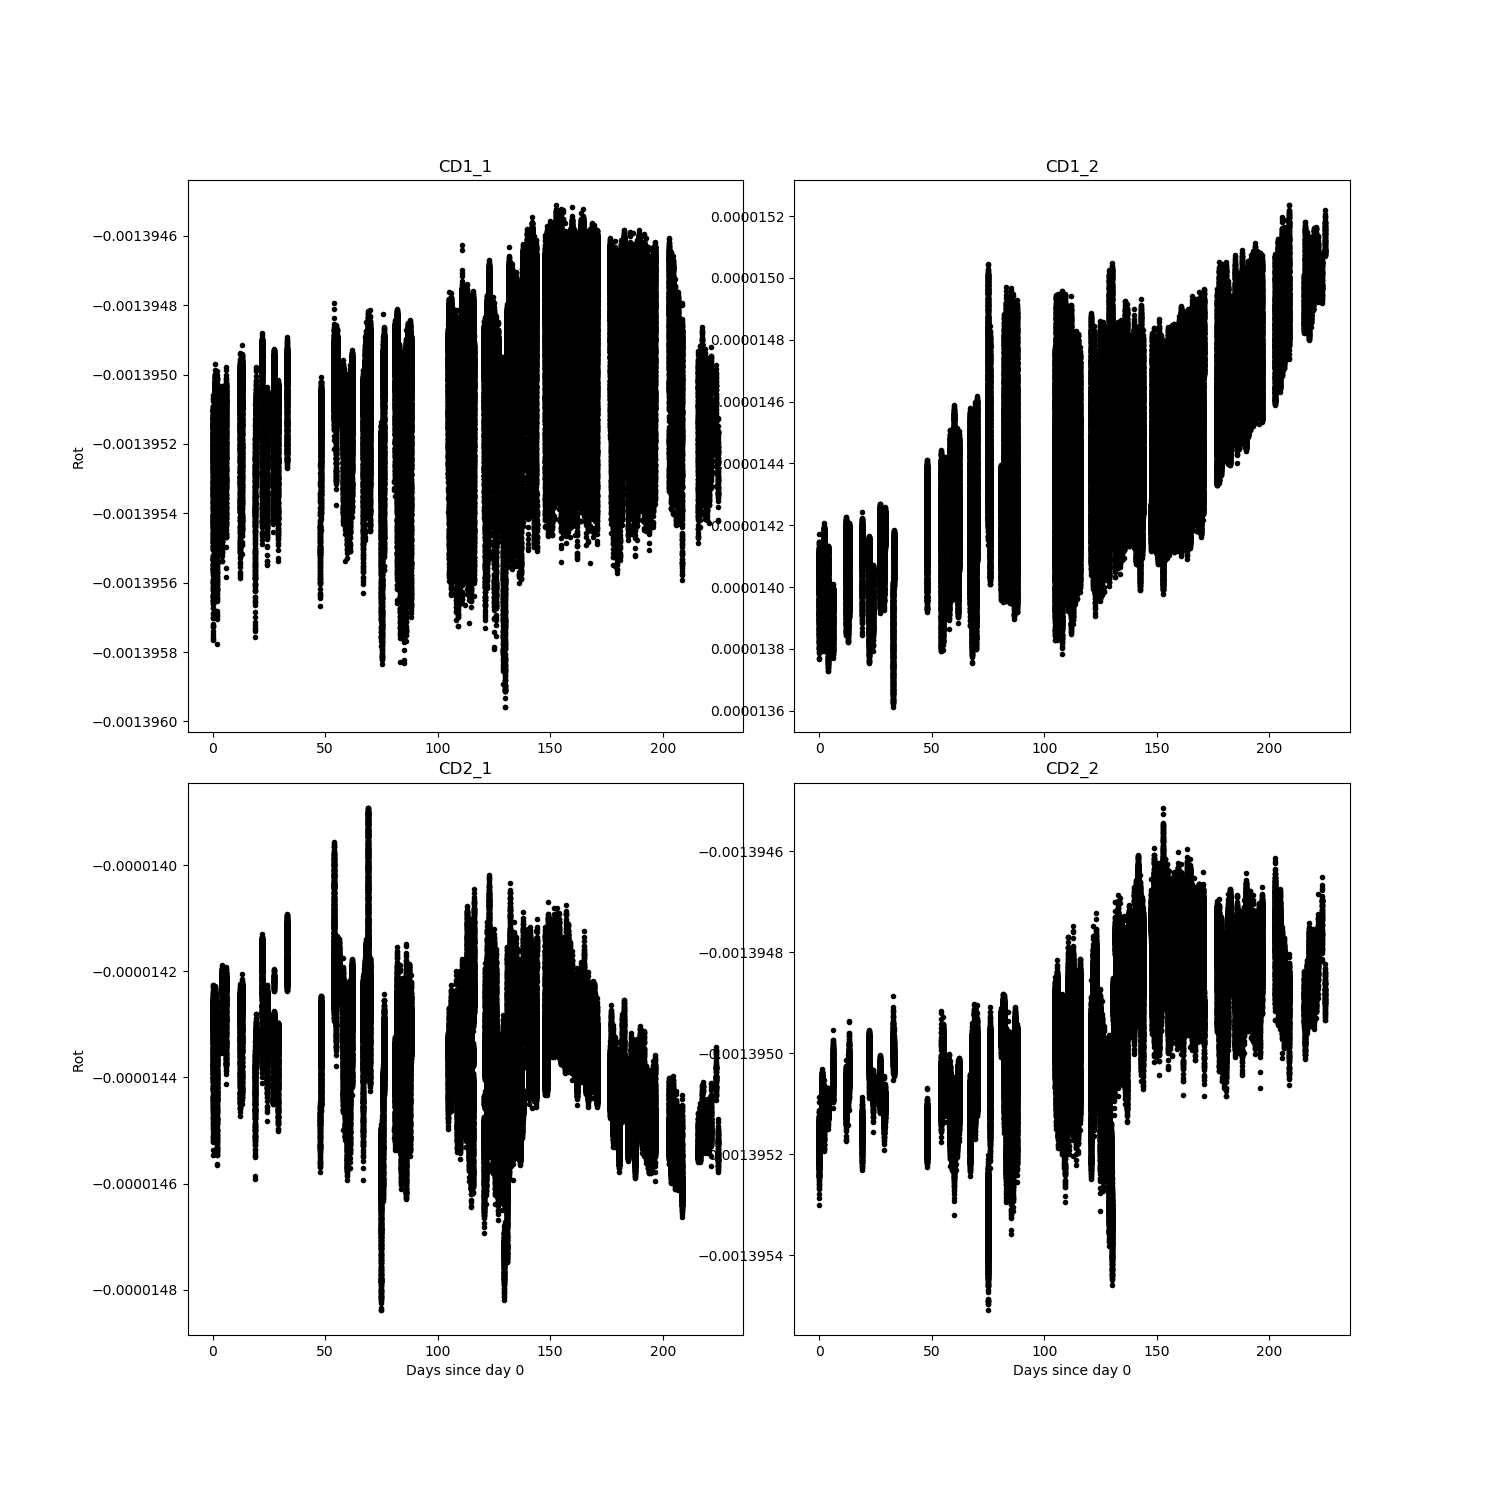 CD1_1
−0.0013946
−0.0013948
−0.0013950
−0.0013952
−0.0013954
−0.0013956
−0.0013958
−0.0013960
Rot
0 50 100 150 200
CD1_2
0.0000152
0.0000150
0.0000148
0.0000146
0.0000144
0.0000142
0.0000140
0.0000138
0.0000136
0 50 100 150 200
CD2_1
−0.0000140
−0.0000142
−0.0000144
−0.0000146
−0.0000148
Rot
0 50 100 150 200
Days since day 0
CD2_2
−0.0013946
−0.0013948
−0.0013950
−0.0013952
−0.0013954
0 50 100 150 200
Days since day 0